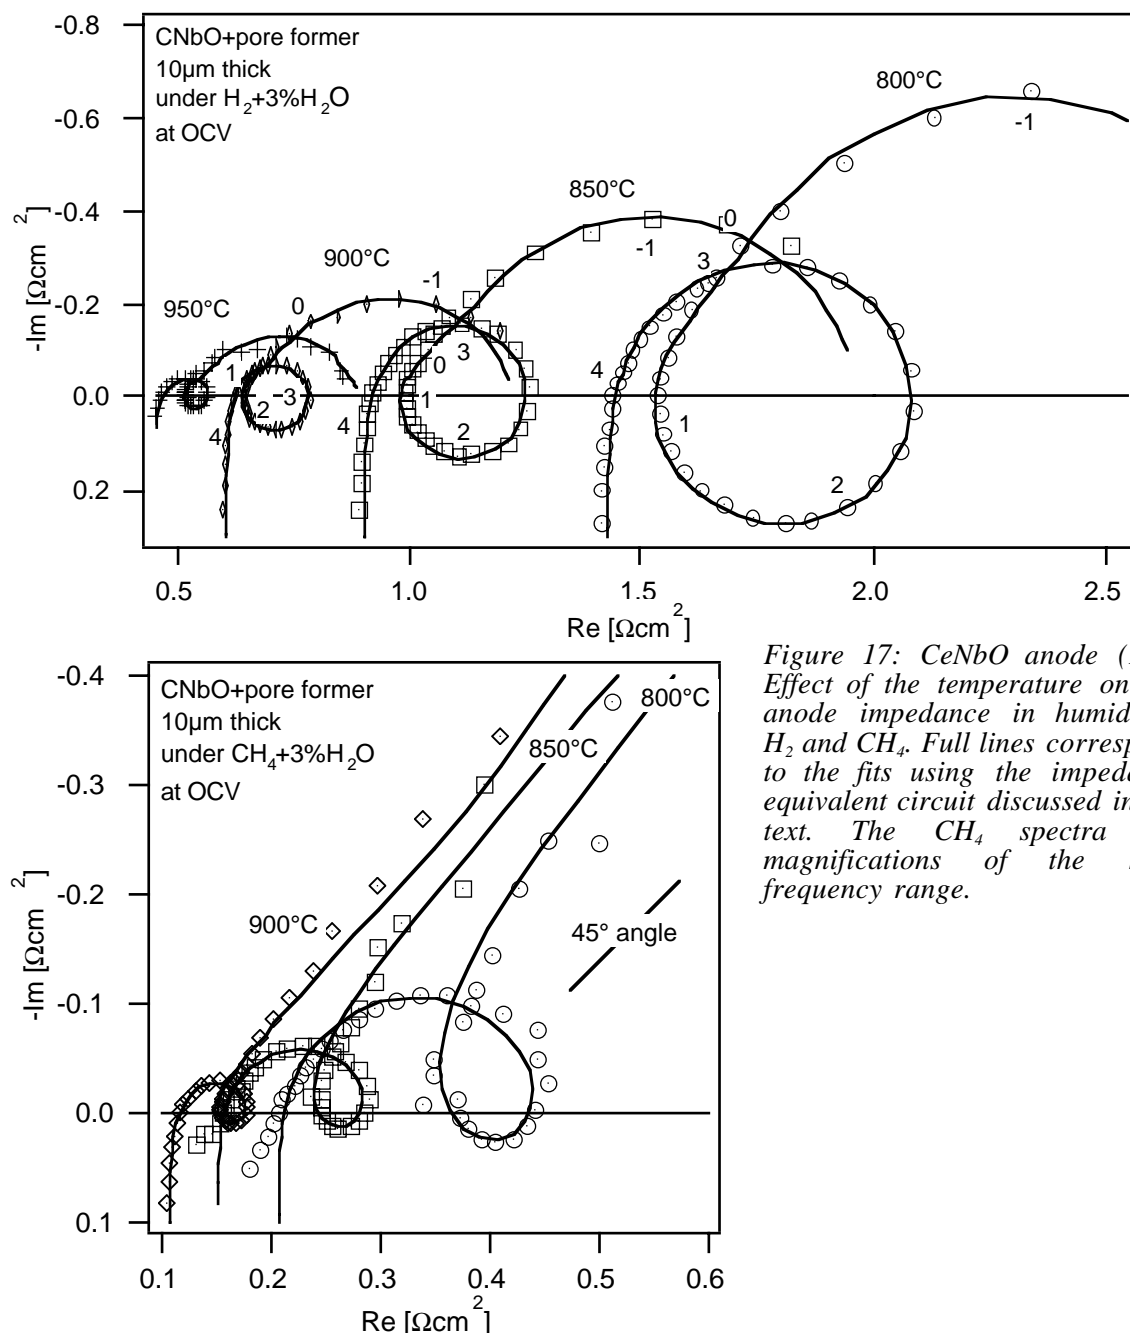 -0.8
-0.6
-0.4
-0.2
0.0
0.2
-Im [Ωcm²]
CNbO+pore former
10µm thick
under H₂+3%H₂O
at OCV
800°C
-1
850°C
0
-1
3
900°C
-1
0
950°C
3
0
4
1
3
2
4
4
1
2
1
2
0.5
1.0
1.5
2.0
2.5
Re [Ωcm²]
-0.4
-0.3
-0.2
-0.1
0.0
0.1
-Im [Ωcm²]
CNbO+pore former
10µm thick
under CH₄+3%H₂O
at OCV
800°C
850°C
900°C
45° angle
0.1
0.2
0.3
0.4
0.5
0.6
Re [Ωcm²]
Figure 17: CeNbO anode (
Effect of the temperature on
anode impedance in humid
H₂ and CH₄. Full lines corresp
to the fits using the imped
equivalent circuit discussed in
text. The CH₄ spectra
magnifications of the
frequency range.